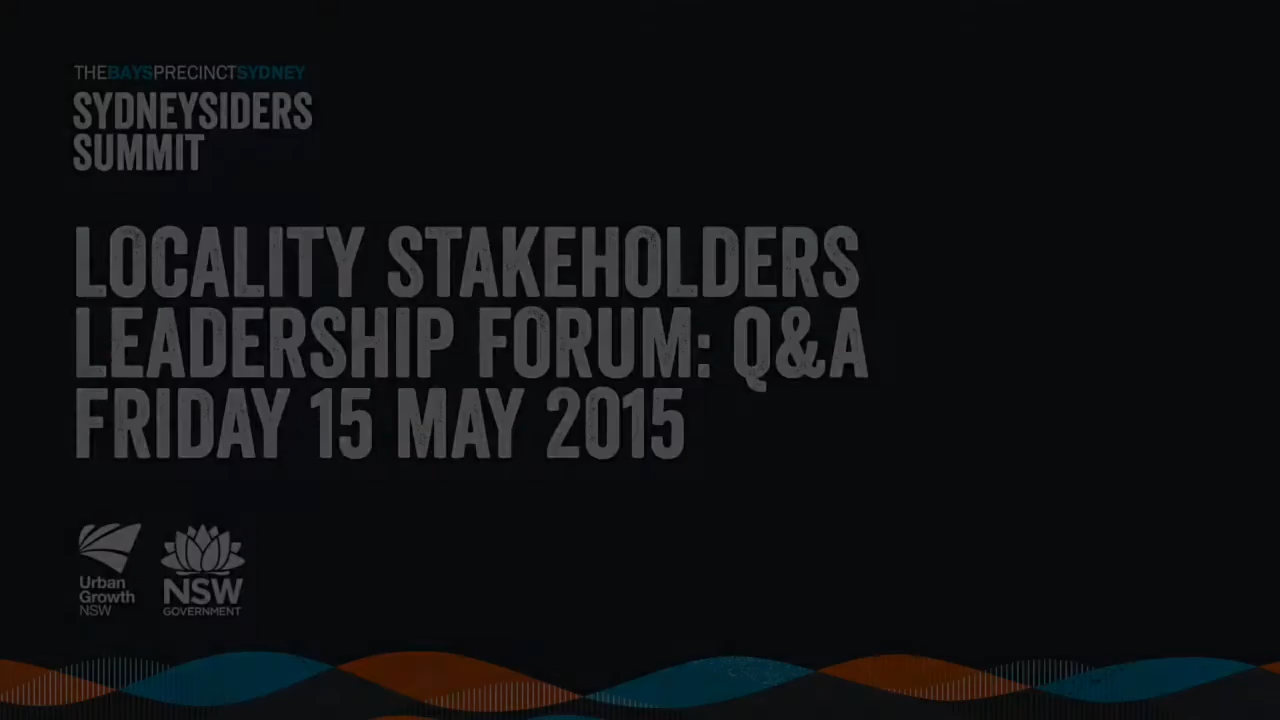 THEBAYSPRECINCTSYDNEY
SYDNEYSIDERS
SUMMIT
LOCALITY STAKEHOLDERS
LEADERSHIP FORUM: Q&A
FRIDAY 15 MAY 2015
Urban
Growth
NSW
NSW
GOVERNMENT